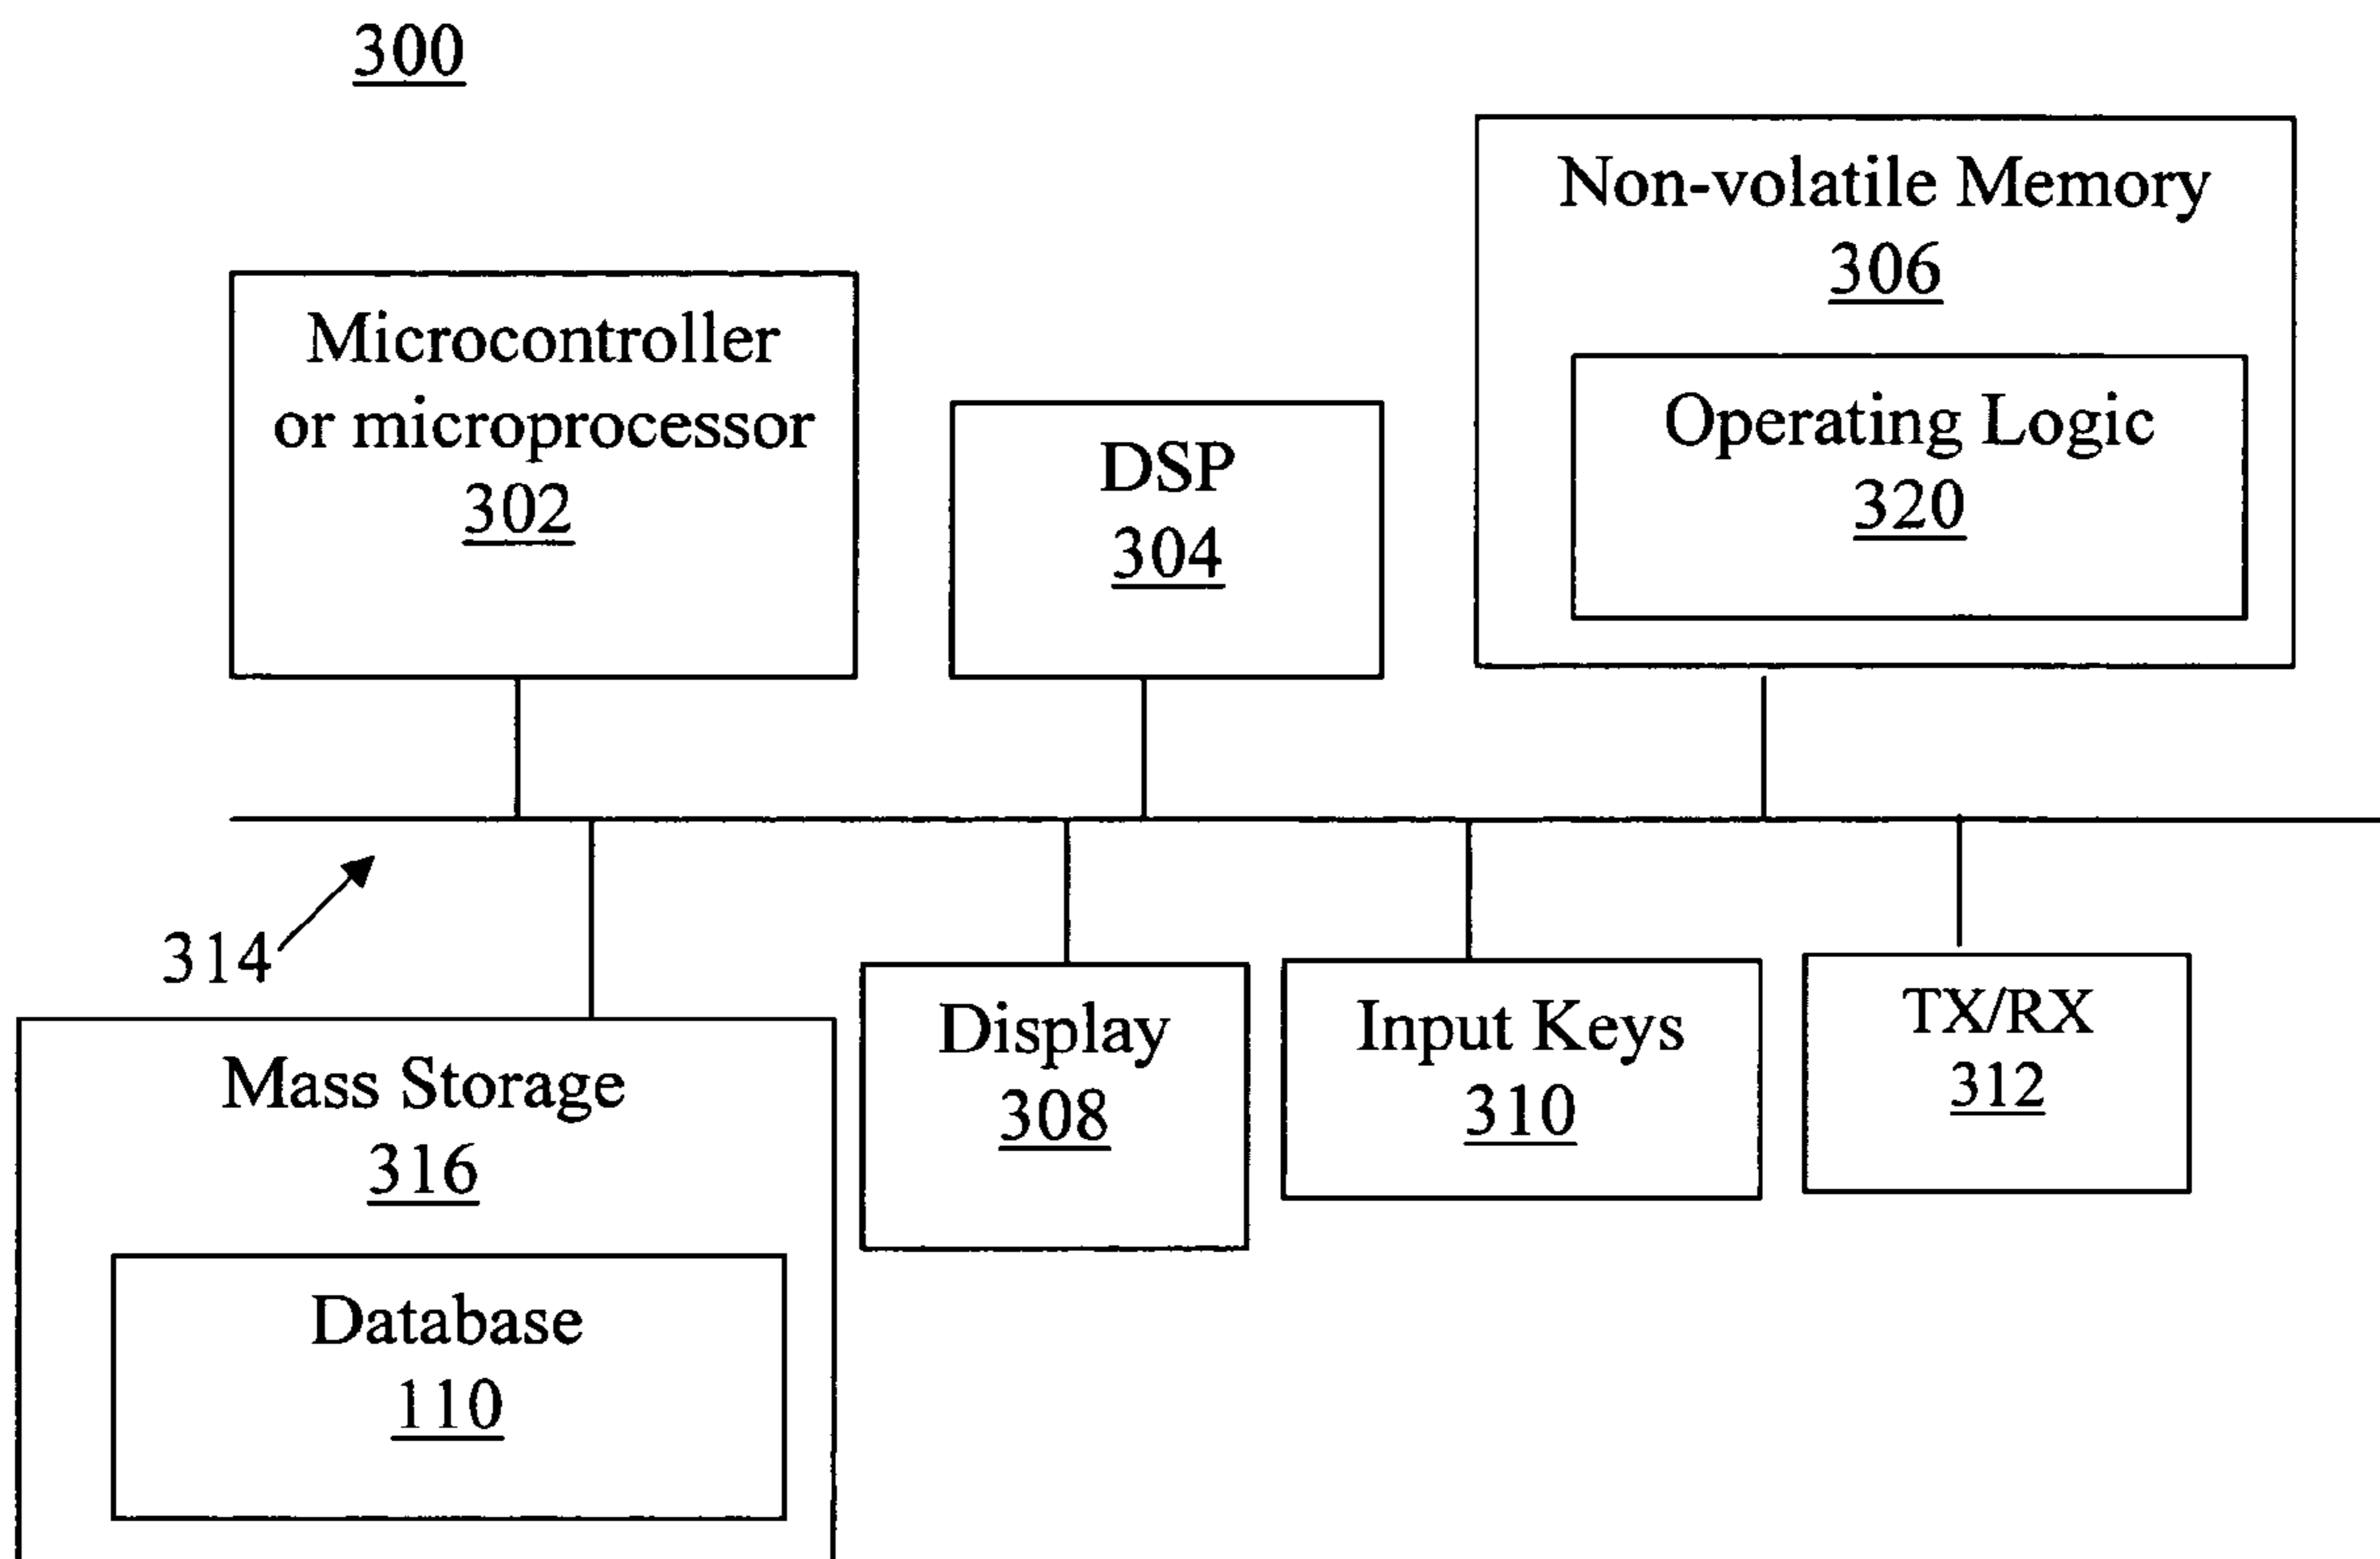 300
Microcontroller
or microprocessor
302
DSP
304
Non-volatile Memory
306
Operating Logic
320
314
Mass Storage
316
Database
110
Display
308
Input Keys
310
TX/RX
312